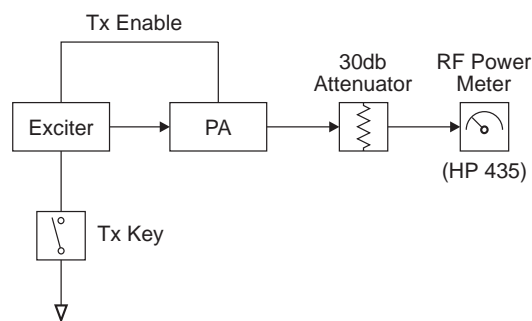 Tx Enable
30db
Attenuator
RF Power
Meter
Exciter
PA
(HP 435)
Tx Key